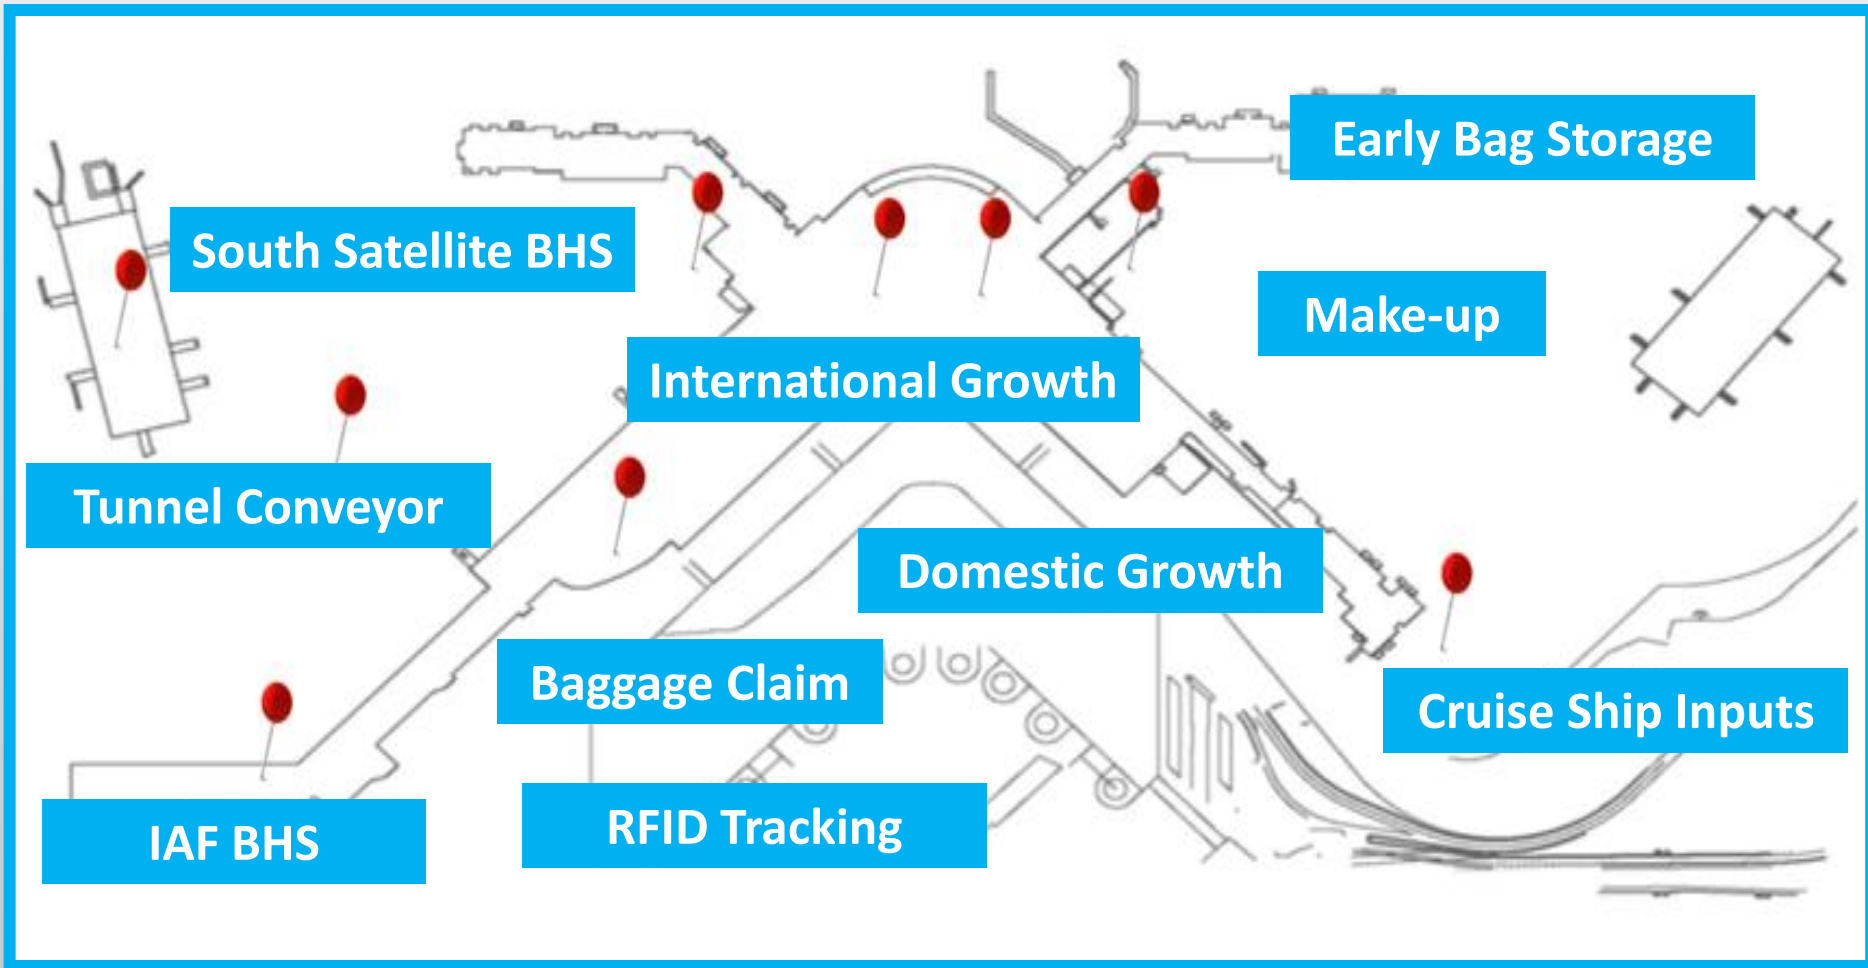 Early Bag Storage
South Satellite BHS
Make-up
International Growth
Tunnel Conveyor
Domestic Growth
Baggage Claim
Cruise Ship Inputs
RFID Tracking
IAF BHS